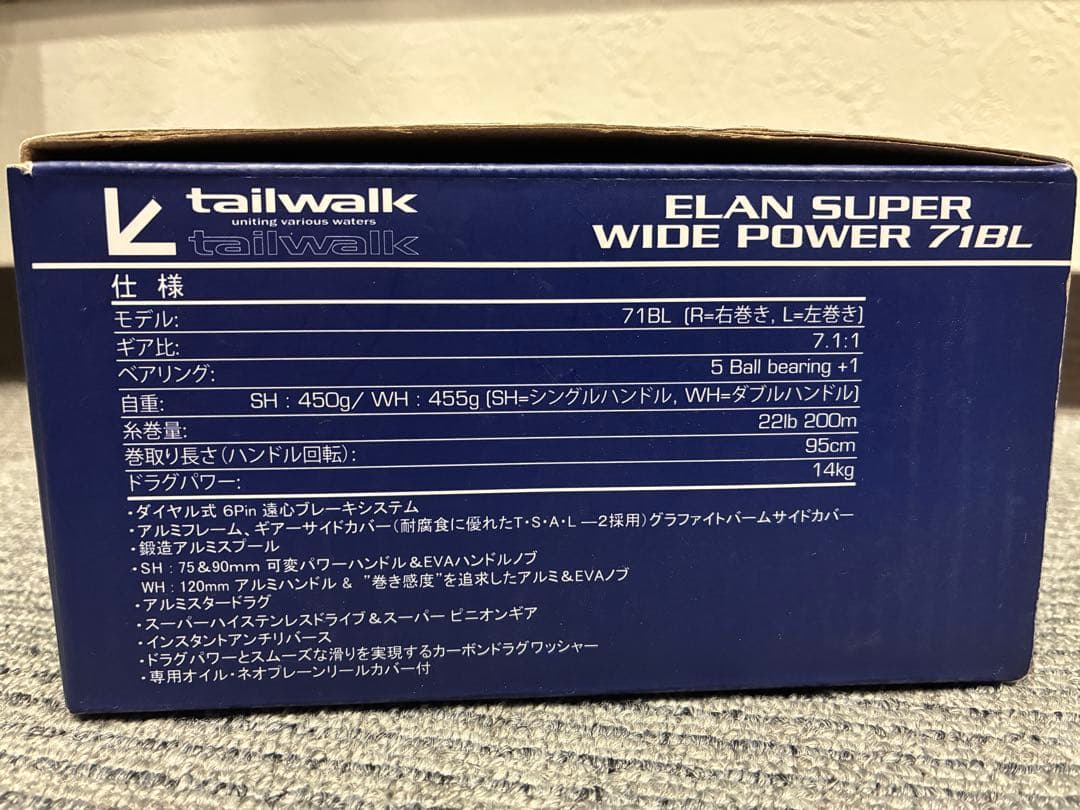 tailwalk
uniting various waters
tailwalk
ELAN SUPER
WIDE POWER 71BL
仕 様
モデル: 71BL (R=右巻き, L=左巻き)
ギア比: 7.1:1
ベアリング: 5 Ball bearing +1
自重: SH : 450g/ WH : 455g (SH=シングルハンドル, WH=ダブルハンドル)
糸巻量: 22lb 200m
巻取り長さ(ハンドル回転): 95cm
ドラグパワー: 14kg
・ダイヤル式 6Pin 遠心ブレーキシステム
・アルミフレーム、ギアーサイドカバー(耐腐食に優れたT・S・A・L ―2採用)グラファイトバームサイドカバー
・鍛造アルミスプール
・SH : 75&90mm 可変パワーハンドル&EVAハンドルノブ
WH : 120mm アルミハンドル & ”巻き感度”を追求したアルミ&EVAノブ
・アルミスタードラグ
・スーパーハイステンレスドライブ&スーパー ピニオンギア
・インスタントアンチリバース
・ドラグパワーとスムーズな滑りを実現するカーボンドラグワッシャー
・専用オイル・ネオプレーンリールカバー付